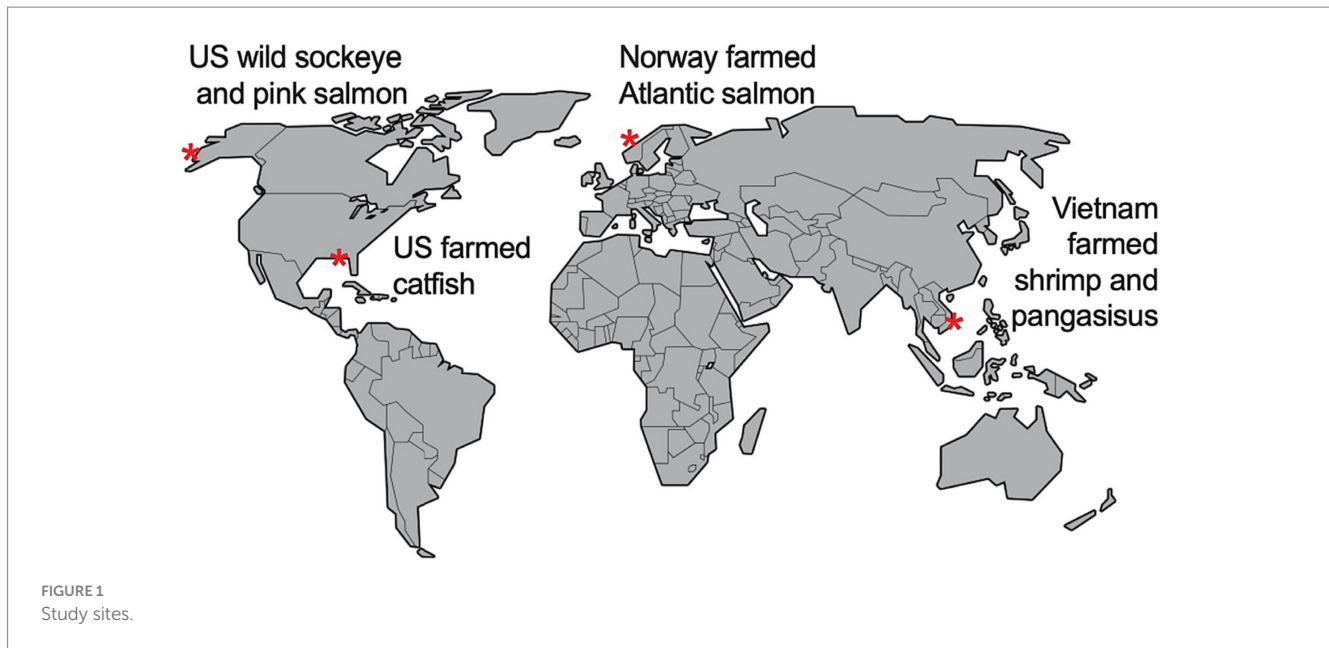 US wild sockeye
and pink salmon
Norway farmed
Atlantic salmon
US farmed
catfish
Vietnam
farmed
shrimp and
pangasisus
FIGURE 1
Study sites.